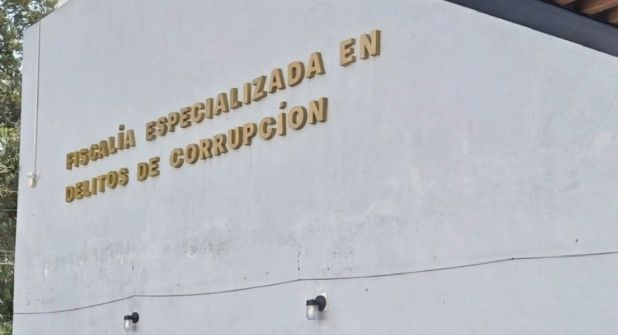 FISCALÍA ESPECIALIZADA EN
DELITOS DE CORRUPCIÓN